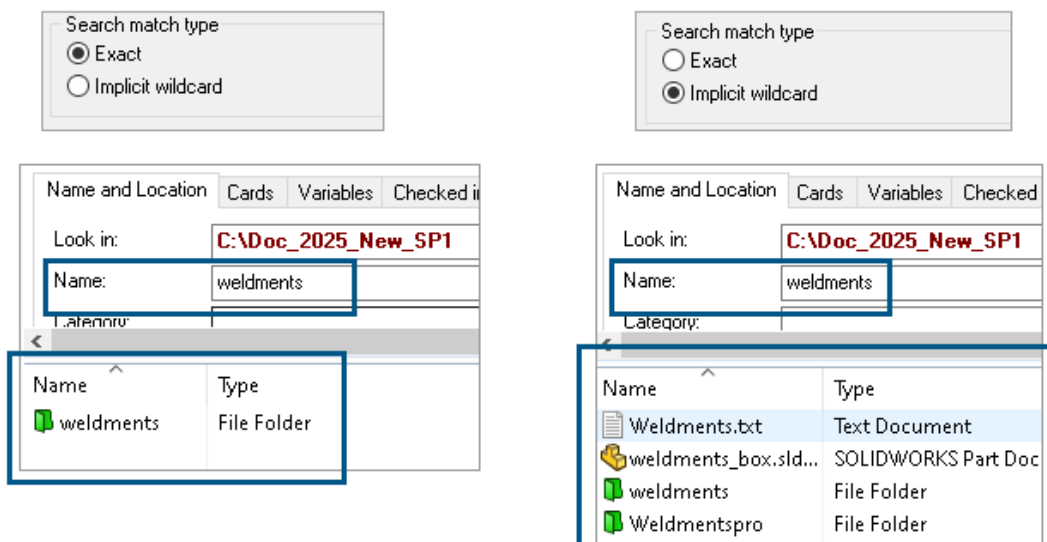 Search match type
Exact
Implicit wildcard
Name and Location Cards Variables Checked
Look in: C:\Doc_2025_New_SP1
Name: weldments
Category:
Name Type
weldments File Folder
Search match type
Exact
Implicit wildcard
Name and Location Cards Variables Checked
Look in: C:\Doc_2025_New_SP1
Name: weldments
Category:
Name Type
Weldments.txt Text Document
weldments_box.sld... SOLIDWORKS Part Doc
weldments File Folder
Weldmentspro File Folder